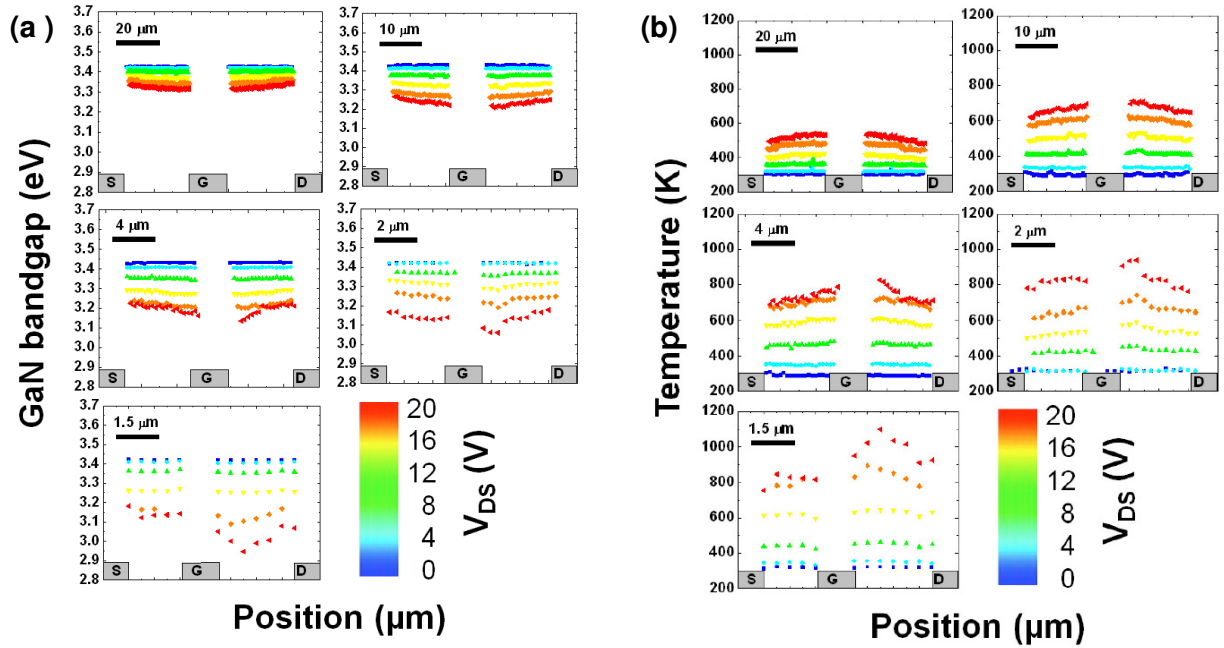 (a )
GaN bandgap (eV)
3.7
3.6
3.5
3.4
3.3
3.2
3.1
3.0
2.9
2.8
20 µm
S
G
D
3.7
3.6
3.5
3.4
3.3
3.2
3.1
3.0
2.9
2.8
10 µm
S
G
D
3.7
3.6
3.5
3.4
3.3
3.2
3.1
3.0
2.9
2.8
4 µm
S
G
D
3.7
3.6
3.5
3.4
3.3
3.2
3.1
3.0
2.9
2.8
2 µm
S
G
D
3.7
3.6
3.5
3.4
3.3
3.2
3.1
3.0
2.9
2.8
1.5 µm
S
G
D
20
16
12
8
4
0
VDS (V)
Position (µm)
(b)
Temperature (K)
1200
1000
800
600
400
200
20 µm
S
G
D
1200
1000
800
600
400
200
10 µm
S
G
D
1200
1000
800
600
400
200
4 µm
S
G
D
1200
1000
800
600
400
200
2 µm
S
G
D
1200
1000
800
600
400
200
1.5 µm
S
G
D
20
16
12
8
4
0
VDS (V)
Position (µm)